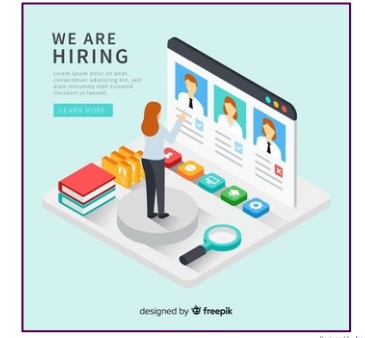 WE ARE
HIRING
Lorem ipsum dolor sit amet,
consectetuer adipiscing elit, sed
diam nonummy nibh euismod
tincidunt ut laoreet.
LEARN MORE
designed by freepik